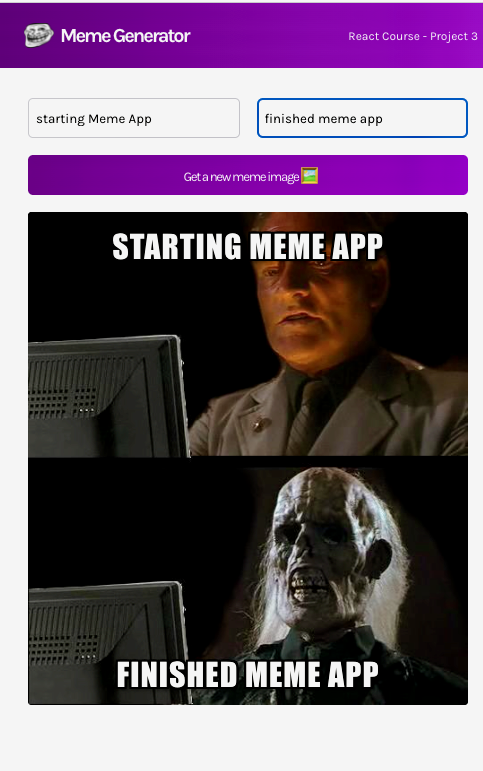 Meme Generator
React Course - Project 3
starting Meme App
finished meme app
Get a new meme image 🖼️
STARTING MEME APP
FINISHED MEME APP